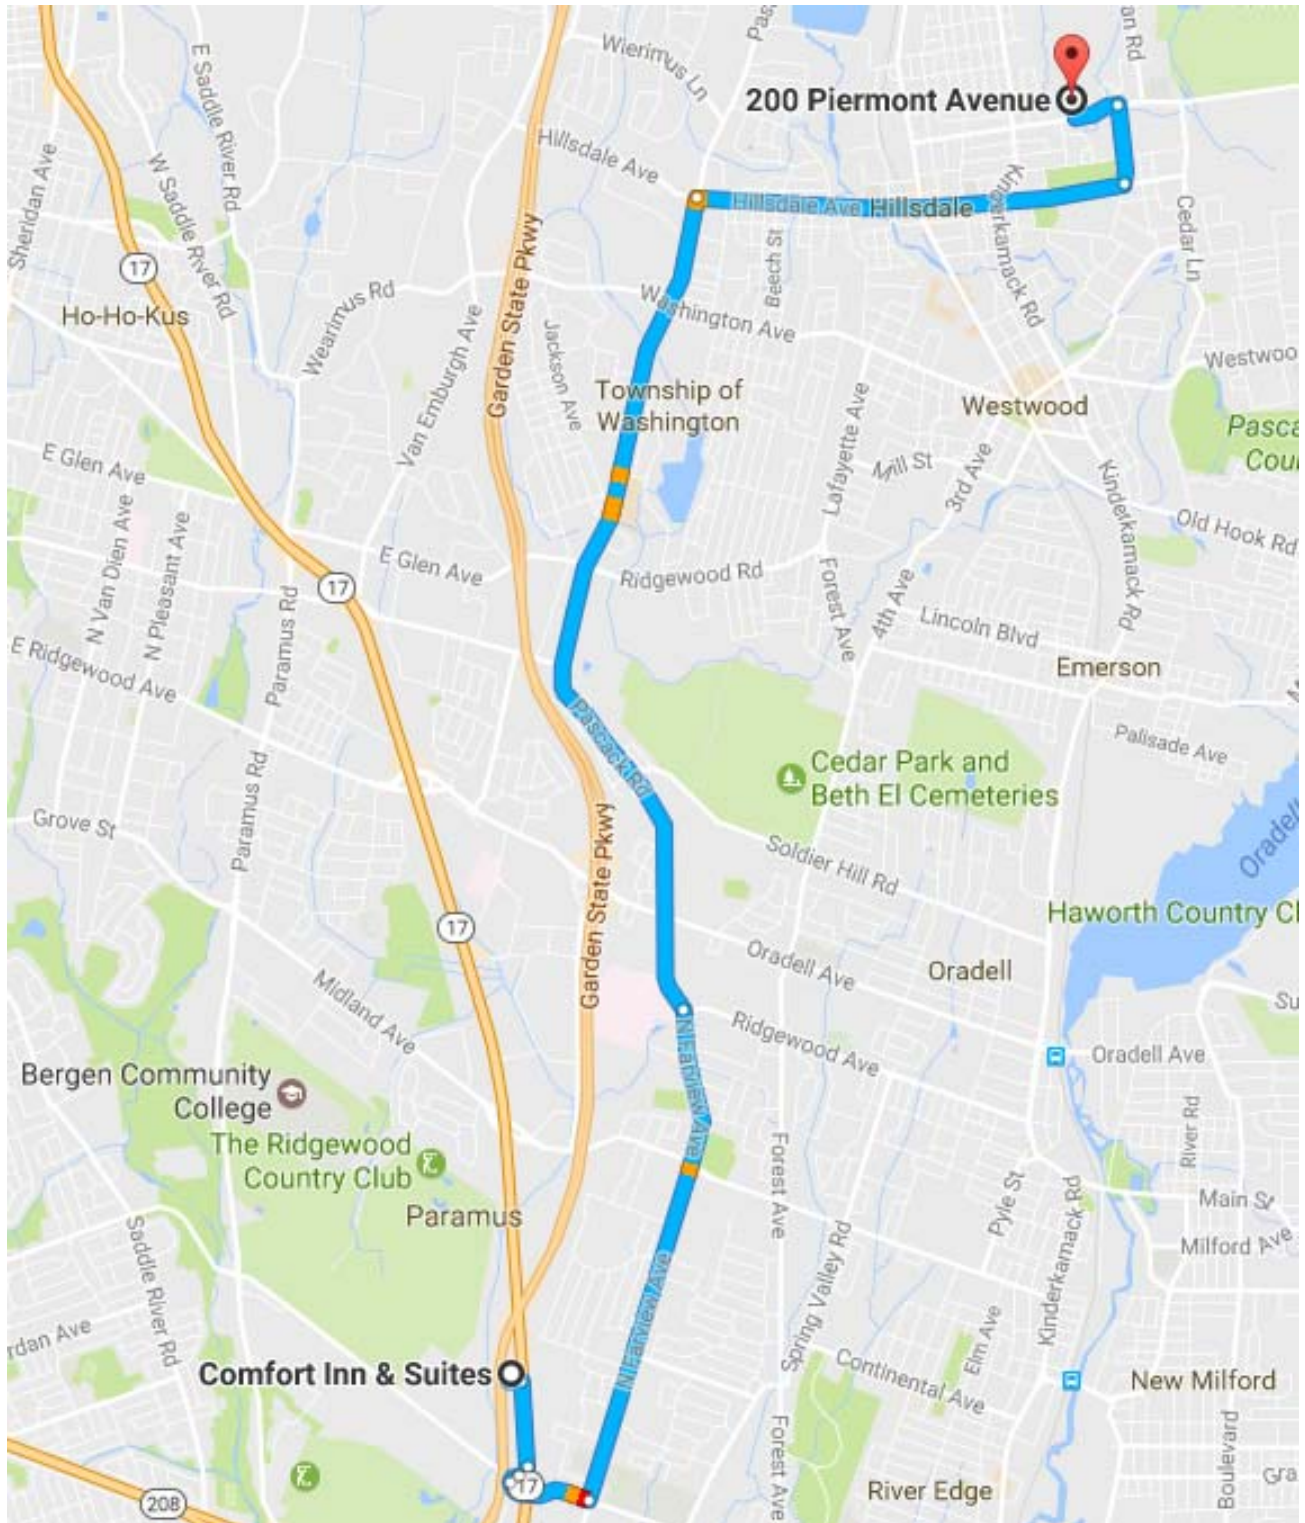 Wierimus Ln
200 Piermont Avenue
E Saddle River Rd
Hillsdale Ave
W Saddle River Rd
Sheridan Ave
Hillsdale Ave
Hillsdale
Cedar Ln
17
Garden State Pkwy
Beech St
Washington Ave
Ho-Ho-Kus
Wearimus Rd
Van Emburgh Ave
Jackson Ave
Kinderkamack Rd
Township of
Washington
Westwood
Lafayette Ave
E Glen Ave
Mill St
3rd Ave
Kinderkamack Rd
Old Hook Rd
N Van Dien Ave
N Pleasant Ave
E Glen Ave
17
Ridgewood Rd
Forest Ave
4th Ave
Lincoln Blvd
E Ridgewood Ave
Paramus Rd
Emerson
Pascack Rd
Palisade Ave
Cedar Park and
Beth El Cemeteries
Paramus Rd
Grove St
Garden State Pkwy
Soldier Hill Rd
17
Haworth Country Cl
Oradell Ave
Oradell
Midland Ave
N Farview Ave
Ridgewood Ave
Oradell Ave
Bergen Community
College
The Ridgewood
Country Club
Forest Ave
River Rd
Paramus
Pyle St
Main St
Milford Ave
Saddle River Rd
N Farview Ave
Spring Valley Rd
Kinderkamack Rd
rdan Ave
Elm Ave
Comfort Inn & Suites
Continental Ave
New Milford
Forest Ave
Boulevard
17
208
River Edge
Gra